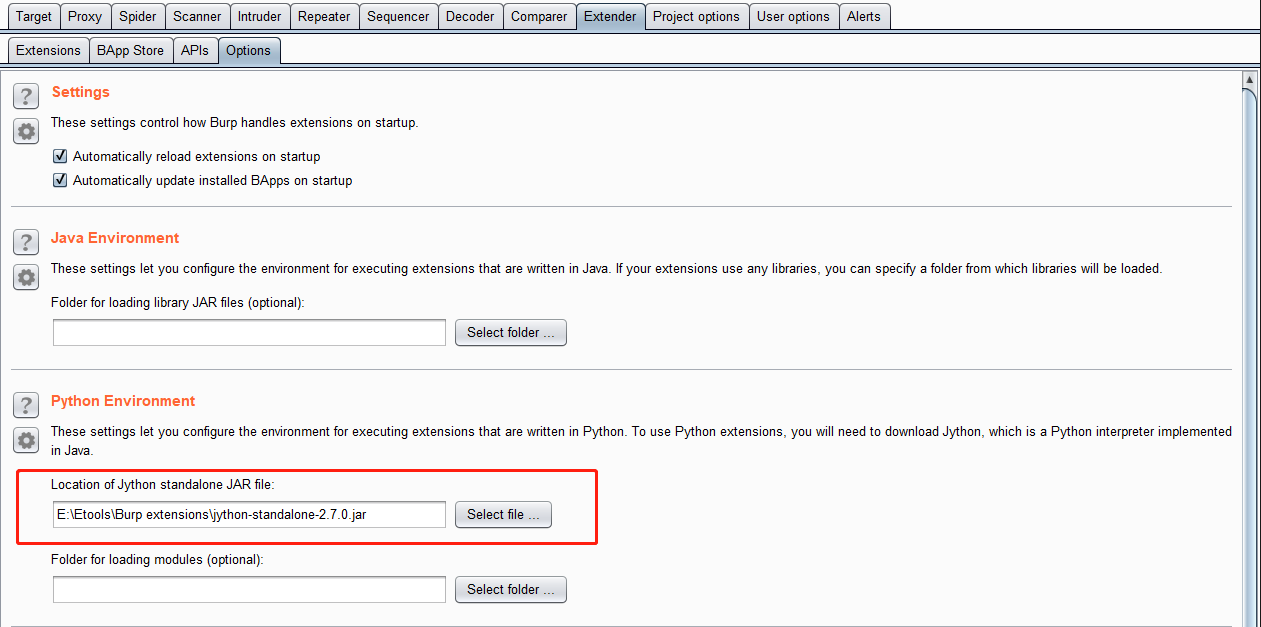 Target Proxy Spider Scanner Intruder Repeater Sequencer Decoder Comparer Extender Project options User options Alerts
Extensions BApp Store APIs Options
? Settings
These settings control how Burp handles extensions on startup.
Automatically reload extensions on startup
Automatically update installed BApps on startup
? Java Environment
These settings let you configure the environment for executing extensions that are written in Java. If your extensions use any libraries, you can specify a folder from which libraries will be loaded.
Folder for loading library JAR files (optional):
Select folder ...
? Python Environment
These settings let you configure the environment for executing extensions that are written in Python. To use Python extensions, you will need to download Jython, which is a Python interpreter implemented
in Java.
Location of Jython standalone JAR file:
E:\Etools\Burp extensions\jython-standalone-2.7.0.jar Select file ...
Folder for loading modules (optional):
Select folder ...